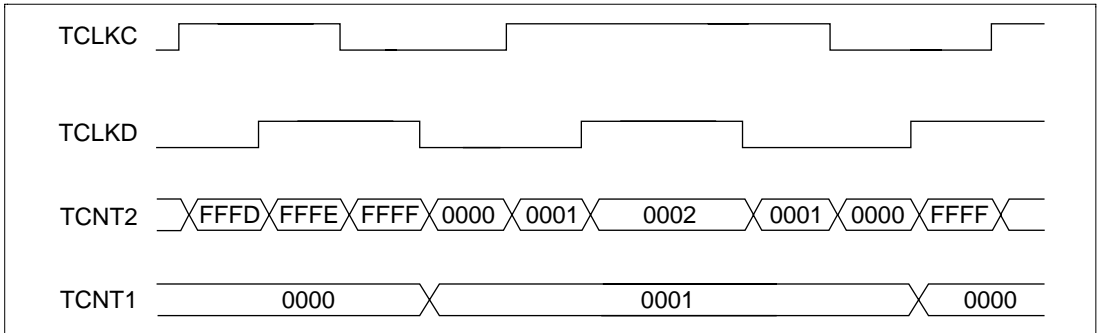 TCLKC
TCLKD
TCNT2 FFFD FFFE FFFF 0000 0001 0002 0001 0000 FFFF
TCNT1 0000 0001 0000